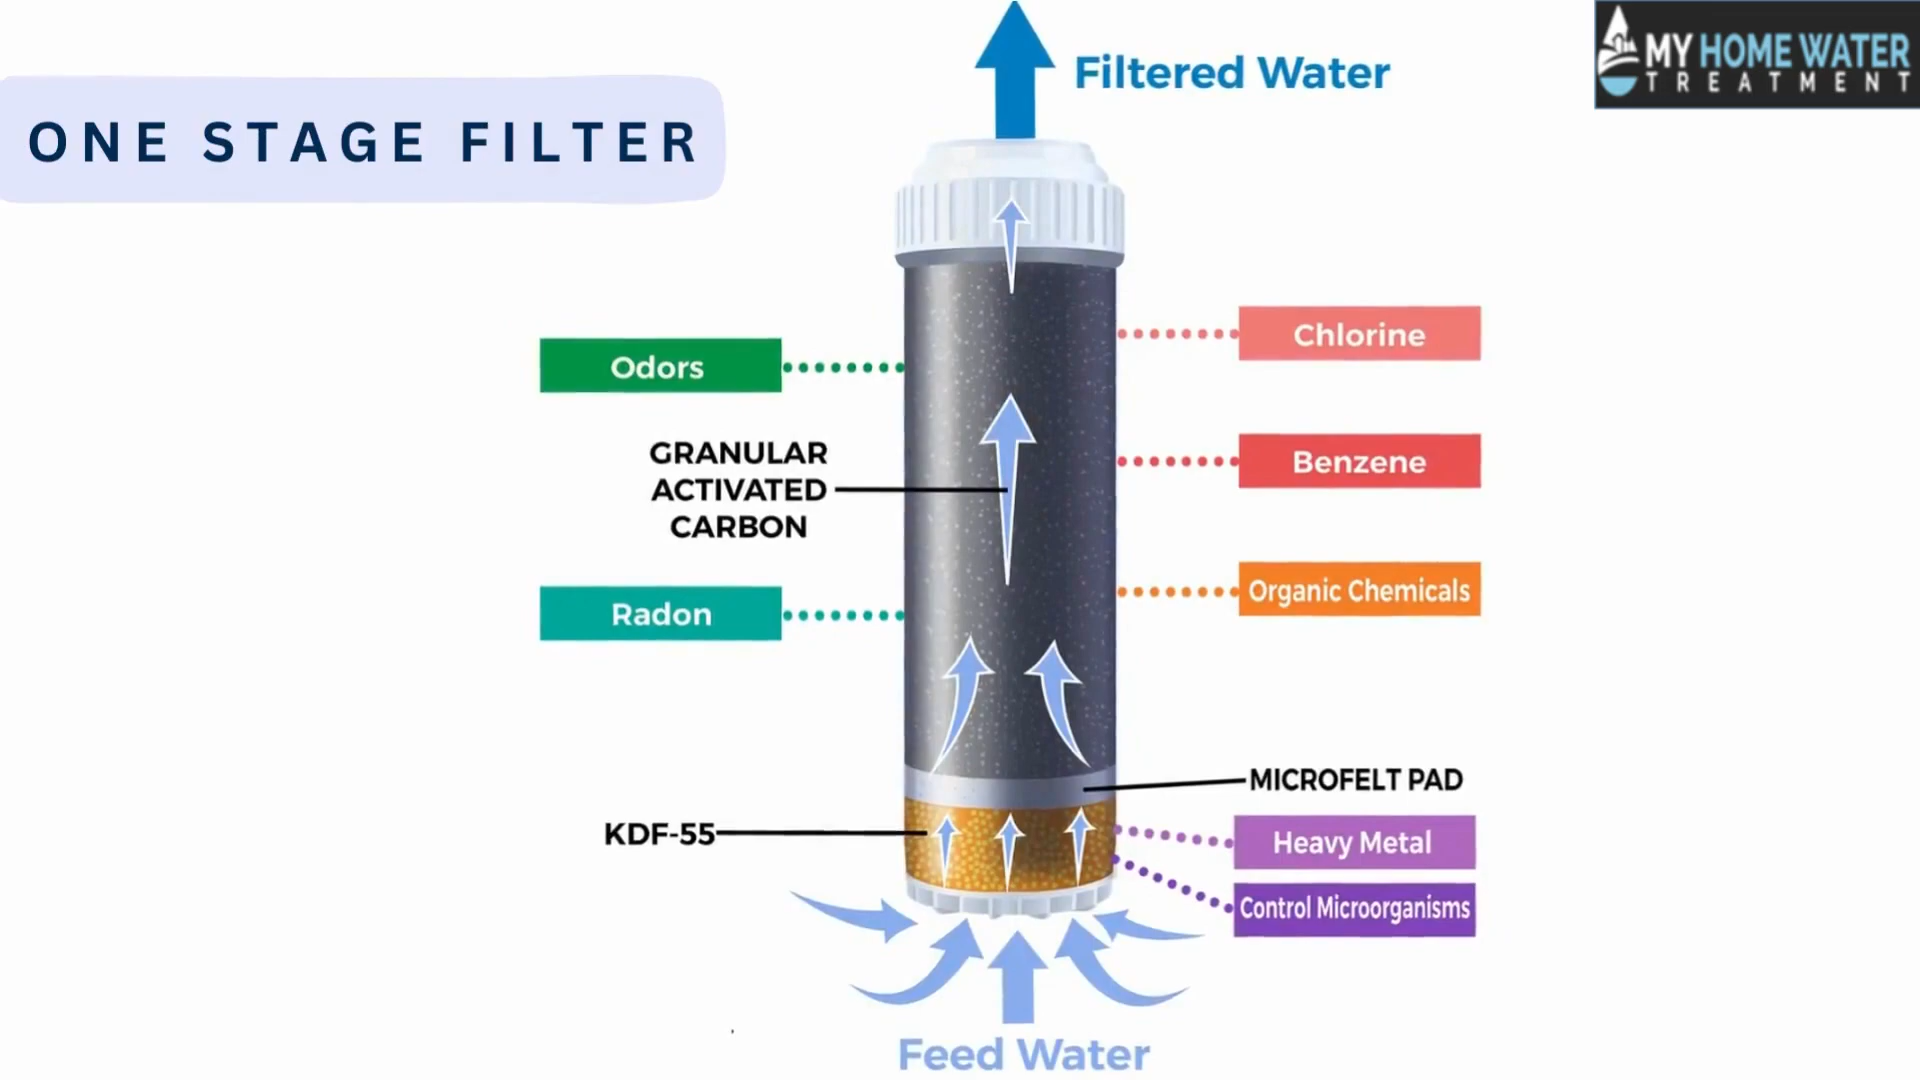 Filtered Water
MY HOME WATER
TREATMENT
ONE STAGE FILTER
Odors
Chlorine
GRANULAR
ACTIVATED
CARBON
Benzene
Organic Chemicals
Radon
MICROFELT PAD
KDF-55
Heavy Metal
Control Microorganisms
Feed Water